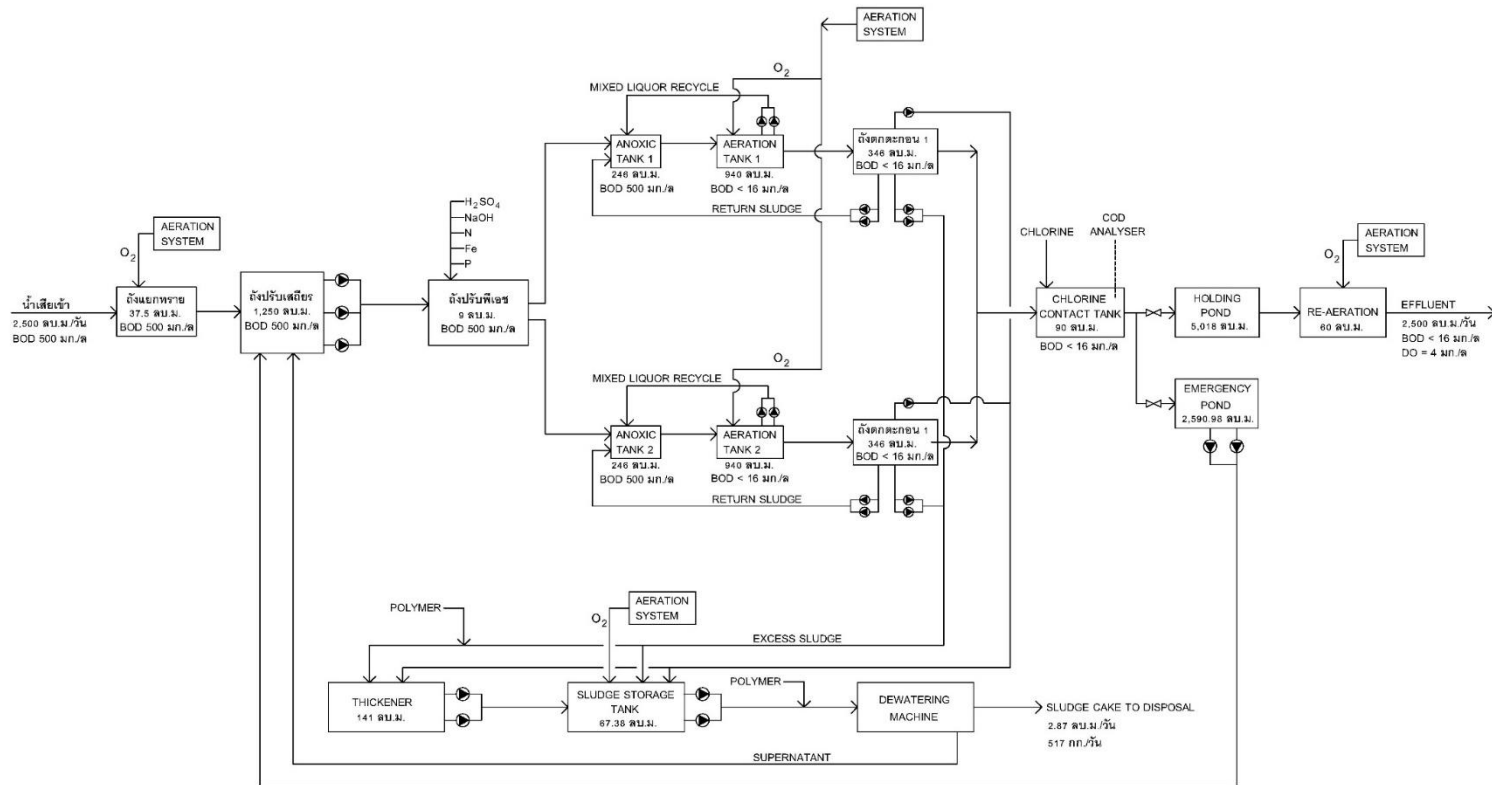 น้ำเสียเข้า
2,500 ลบ.ม./วัน
BOD 500 มก./ล
AERATION
SYSTEM
O2
ถังแยกทราย
37.5 ลบ.ม.
BOD 500 มก./ล
ถังปรับเสถียร
1,250 ลบ.ม.
BOD 500 มก./ล
H2SO4
NaOH
N
Fe
P
ถังปรับพีเอช
9 ลบ.ม.
BOD 500 มก./ล
AERATION
SYSTEM
O2
MIXED LIQUOR RECYCLE
ANOXIC
TANK 1
246 ลบ.ม.
BOD 500 มก./ล
AERATION
TANK 1
940 ลบ.ม.
BOD < 16 มก./ล
ถังตกตะกอน 1
346 ลบ.ม.
BOD < 16 มก./ล
RETURN SLUDGE
O2
MIXED LIQUOR RECYCLE
ANOXIC
TANK 2
246 ลบ.ม.
BOD 500 มก./ล
AERATION
TANK 2
940 ลบ.ม.
BOD < 16 มก./ล
ถังตกตะกอน 1
346 ลบ.ม.
BOD < 16 มก./ล
RETURN SLUDGE
CHLORINE
COD
ANALYSER
CHLORINE
CONTACT TANK
90 ลบ.ม.
BOD < 16 มก./ล
HOLDING
POND
5,018 ลบ.ม.
AERATION
SYSTEM
O2
RE-AERATION
60 ลบ.ม.
EFFLUENT
2,500 ลบ.ม./วัน
BOD < 16 มก./ล
DO = 4 มก./ล
EMERGENCY
POND
2,590.98 ลบ.ม.
POLYMER
O2
AERATION
SYSTEM
EXCESS SLUDGE
THICKENER
141 ลบ.ม.
SLUDGE STORAGE
TANK
67.38 ลบ.ม.
POLYMER
DEWATERING
MACHINE
SLUDGE CAKE TO DISPOSAL
2.87 ลบ.ม./วัน
517 กก./วัน
SUPERNATANT